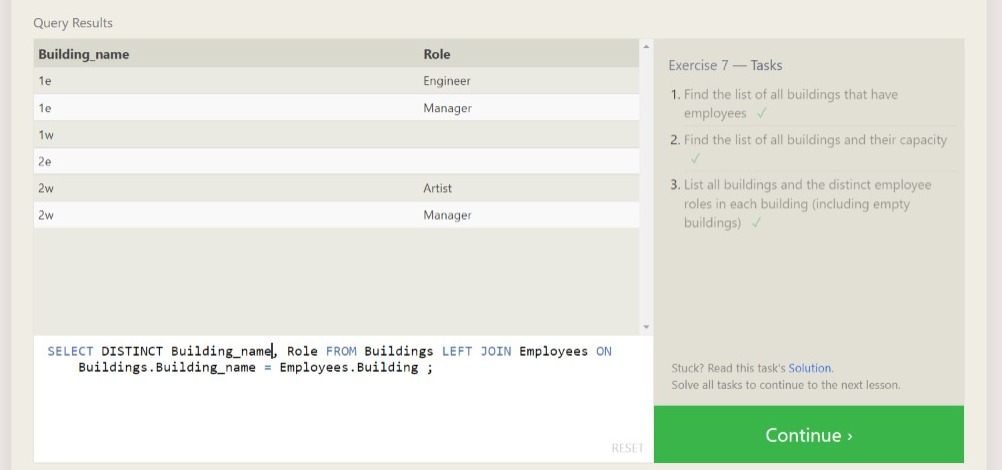 Query Results
Building_name Role
1e Engineer
1e Manager
1w
2e
2w Artist
2w Manager
SELECT DISTINCT Building_name, Role FROM Buildings LEFT JOIN Employees ON
Buildings.Building_name = Employees.Building ;
RESET
Exercise 7 — Tasks
1. Find the list of all buildings that have
employees ✓
2. Find the list of all buildings and their capacity
✓
3. List all buildings and the distinct employee
roles in each building (including empty
buildings) ✓
Stuck? Read this task's Solution.
Solve all tasks to continue to the next lesson.
Continue ›